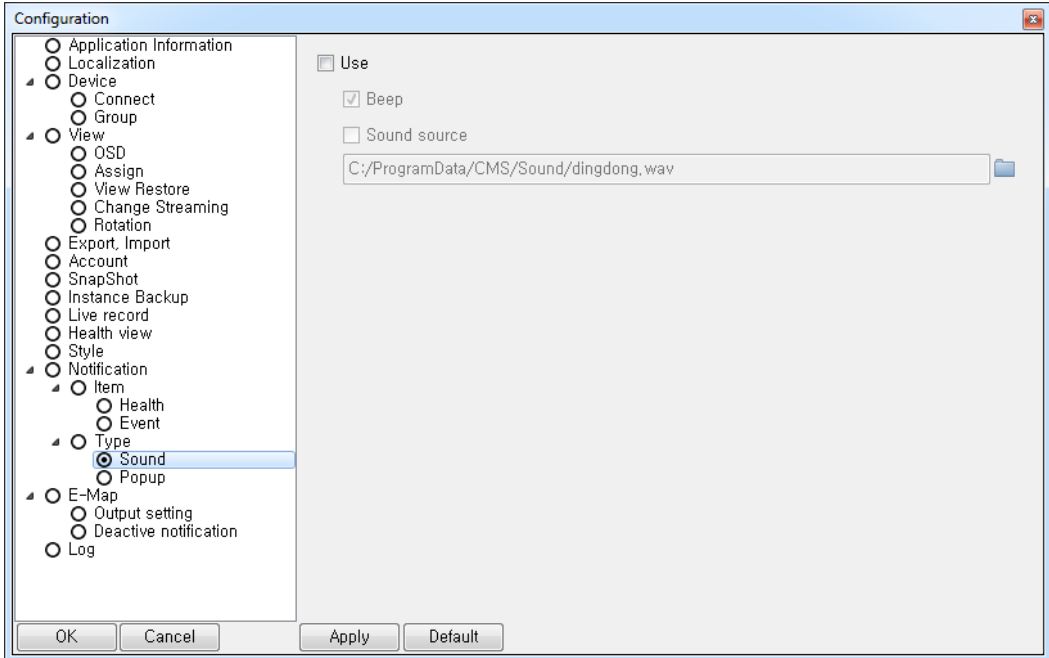 Configuration
Application Information
Localization
Device
Connect
Group
View
OSD
Assign
View Restore
Change Streaming
Rotation
Export, Import
Account
SnapShot
Instance Backup
Live record
Health view
Style
Notification
Item
Health
Event
Type
Sound
Popup
E-Map
Output setting
Deactive notification
Log
Use
Beep
Sound source
C:/ProgramData/CMS/Sound/dingdong.wav
OK
Cancel
Apply
Default